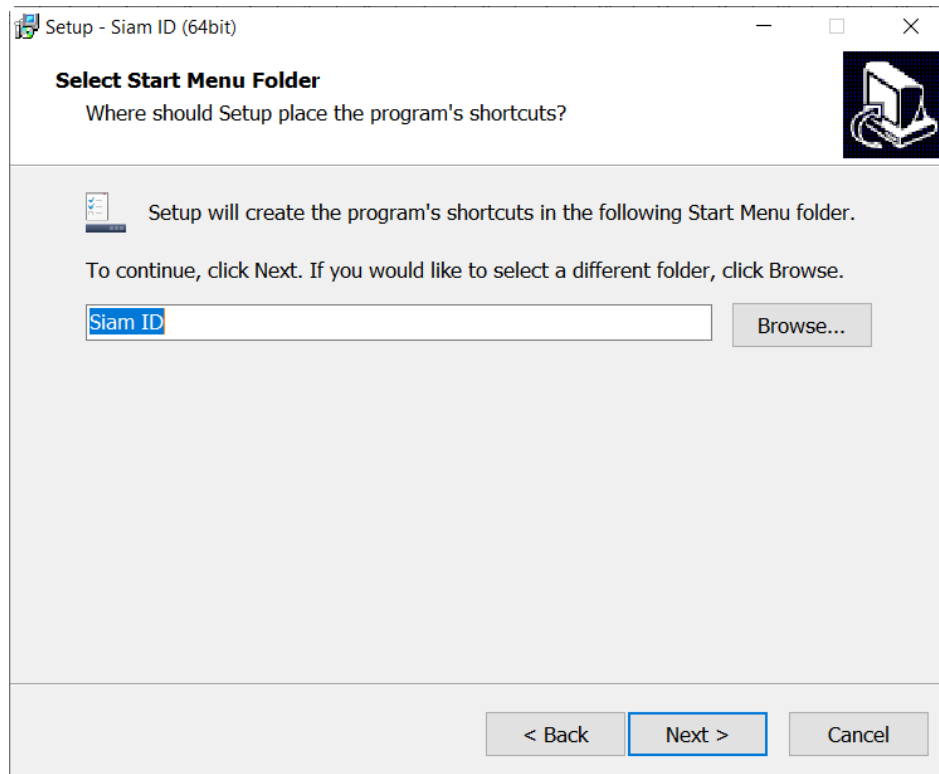 Setup - Siam ID (64bit)
Select Start Menu Folder
Where should Setup place the program's shortcuts?
Setup will create the program's shortcuts in the following Start Menu folder.
To continue, click Next. If you would like to select a different folder, click Browse.
Siam ID
Browse...
< Back
Next >
Cancel